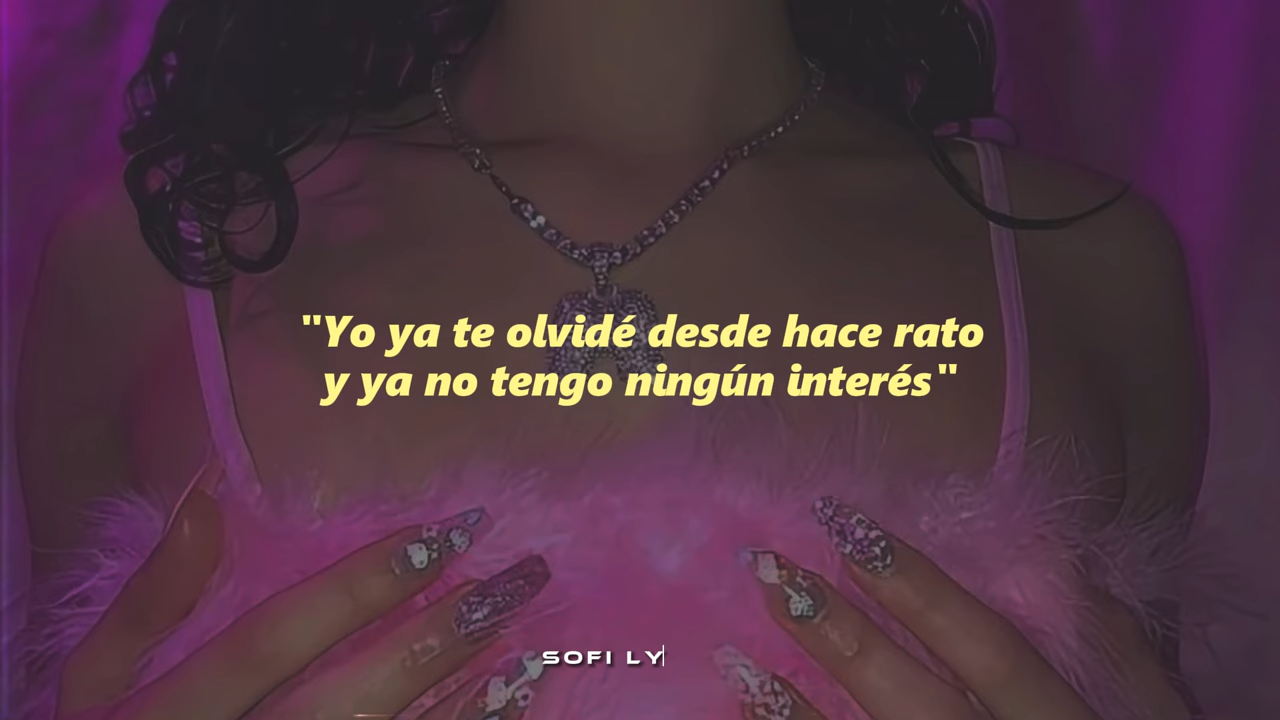 "Yo ya te olvidé desde hace rato
y ya no tengo ningún interés"
SOFI LY